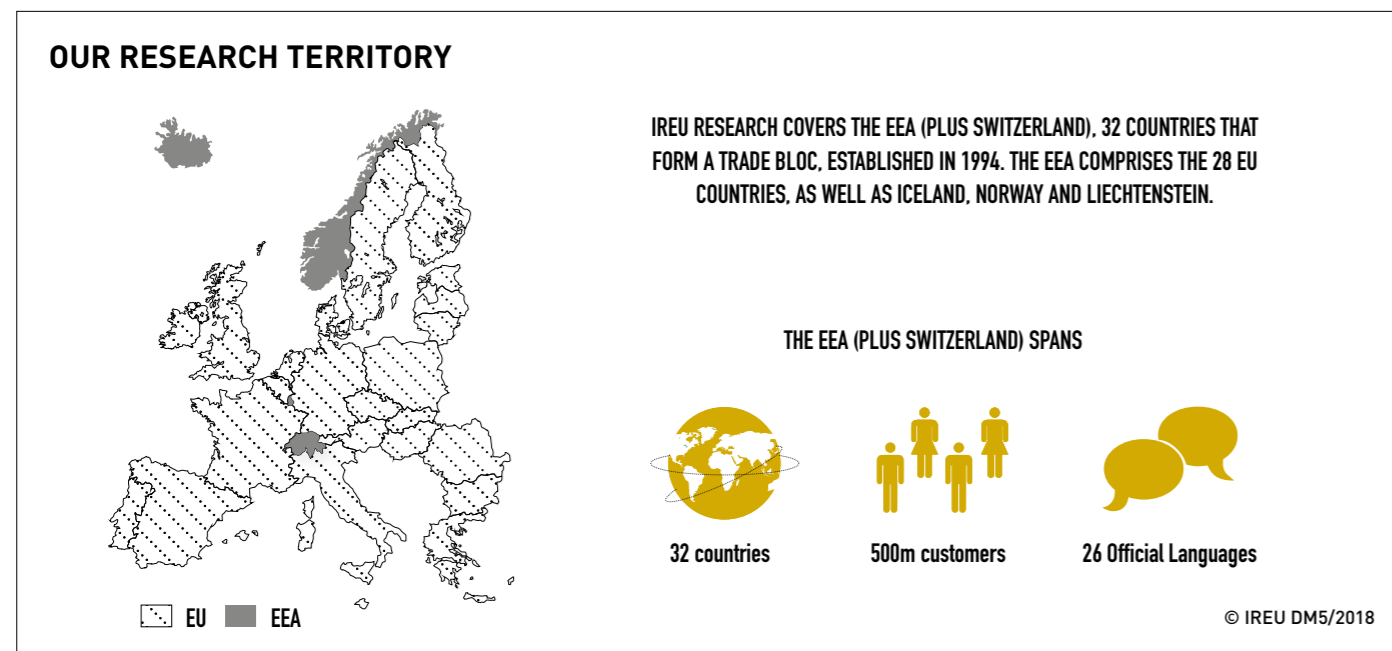 OUR RESEARCH TERRITORY
IREU RESEARCH COVERS THE EEA (PLUS SWITZERLAND), 32 COUNTRIES THAT
FORM A TRADE BLOC, ESTABLISHED IN 1994. THE EEA COMPRISES THE 28 EU
COUNTRIES, AS WELL AS ICELAND, NORWAY AND LIECHTENSTEIN.
THE EEA (PLUS SWITZERLAND) SPANS
32 countries
500m customers
26 Official Languages
EU
EEA
© IREU DM5/2018